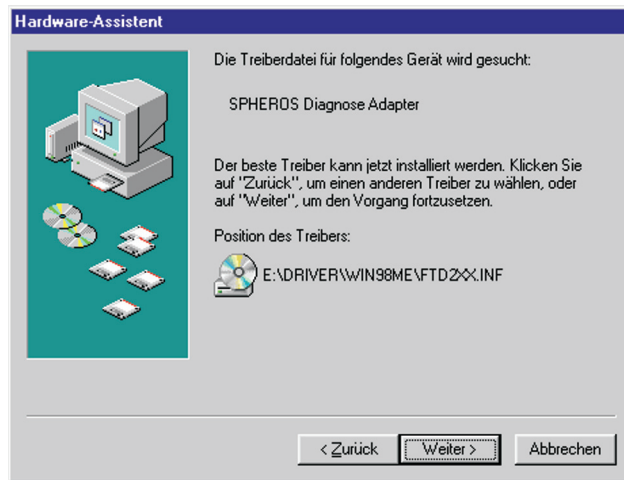 Hardware-Assistent
Die Treiberdatei für folgendes Gerät wird gesucht:
SPHEROS Diagnose Adapter
Der beste Treiber kann jetzt installiert werden. Klicken Sie
auf "Zurück", um einen anderen Treiber zu wählen, oder
auf "Weiter", um den Vorgang fortzusetzen.
Position des Treibers:
E:\DRIVER\WIN98ME\FTD2XX.INF
< Zurück Weiter > Abbrechen